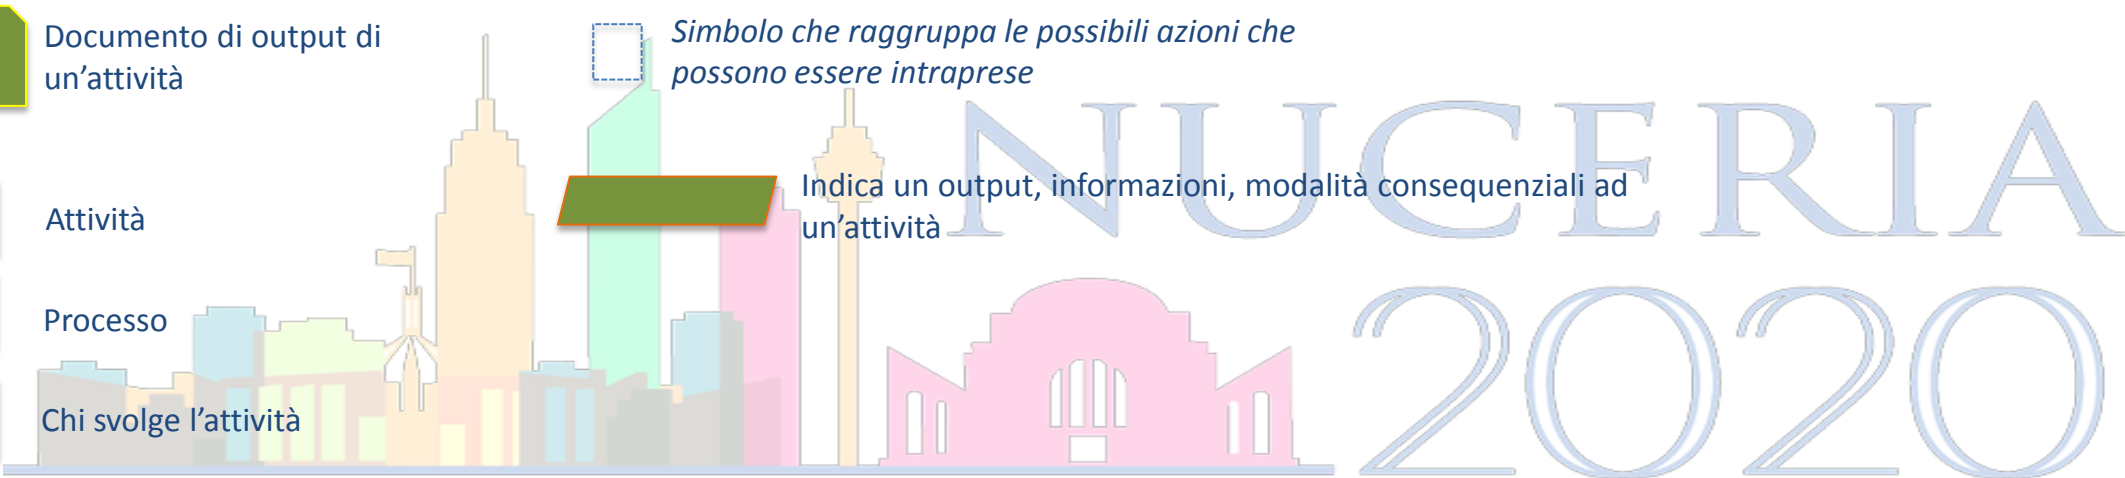 Documento di output di
un’attività
Simbolo che raggruppa le possibili azioni che
possono essere intraprese
Attività
Indica un output, informazioni, modalità consequenziali ad
un’attività
Processo
Chi svolge l’attività
NUCERIA
2020